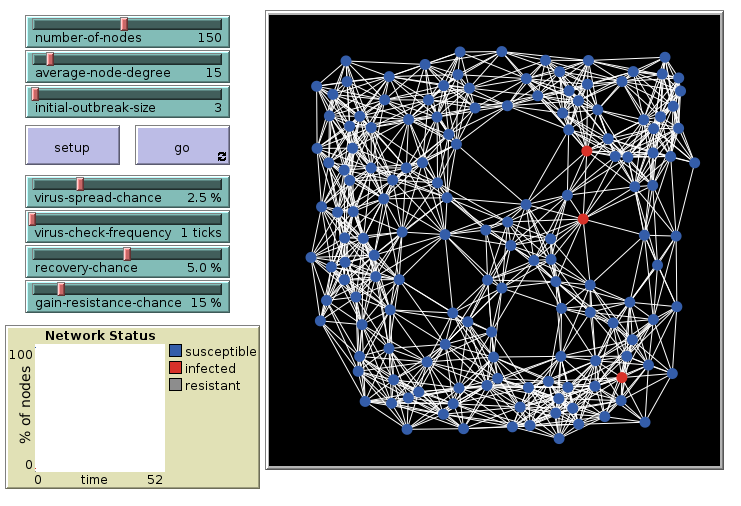 number-of-nodes 150
average-node-degree 15
initial-outbreak-size 3
setup go
virus-spread-chance 2.5 %
virus-check-frequency 1 ticks
recovery-chance 5.0 %
gain-resistance-chance 15 %
Network Status
100
% of nodes
0
0 time 52
susceptible
infected
resistant